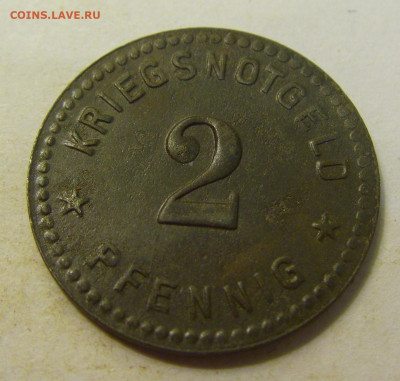 COINS.LAVE.RU
KRIEGSNOTGELD
2
PFENNIG